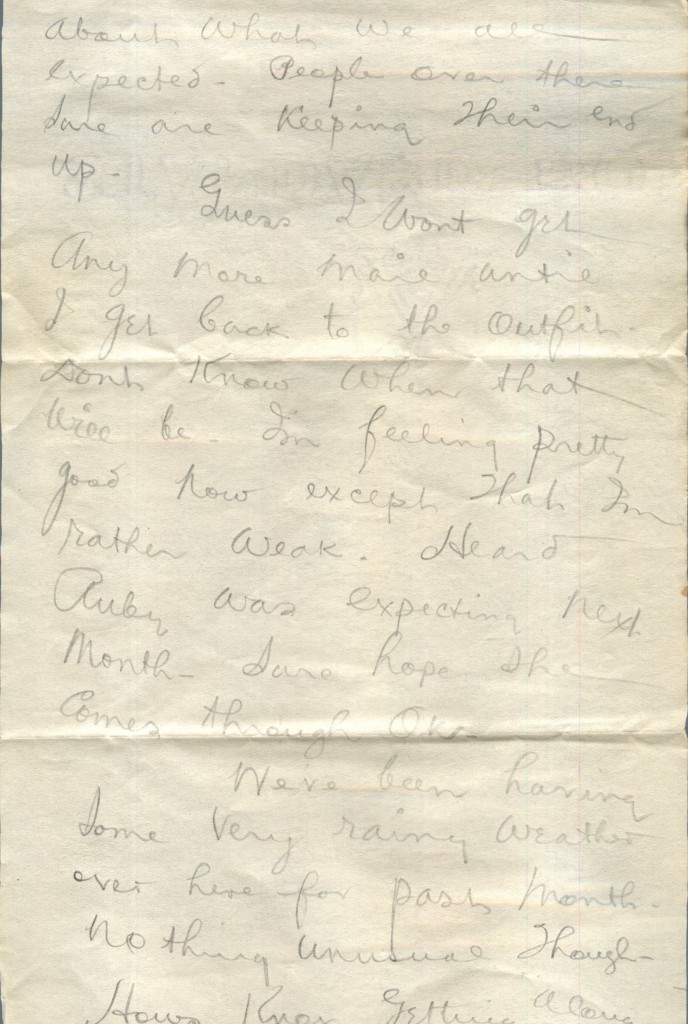 about what we all
expected - People over there
sure are keeping their end
up -
Guess I wont get
Any more mail untill
I get back to the outfit -
Dont know when that
will be. I'm feeling pretty
good now except that I'm
rather weak. Heard
Ruby was expecting next
Month - Sure hope she
comes through Ok -
We've been having
Some very rainy weather
over here for past Month -
Nothing unusual though -
Hows Knox getting along